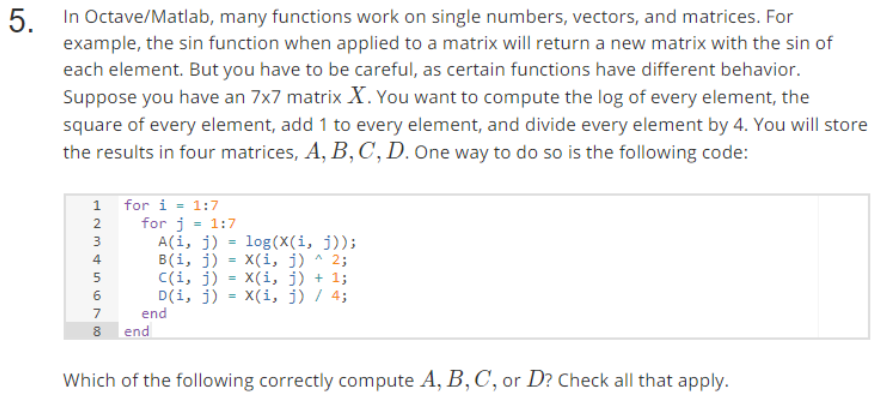 5. In Octave/Matlab, many functions work on single numbers, vectors, and matrices. For
example, the sin function when applied to a matrix will return a new matrix with the sin of
each element. But you have to be careful, as certain functions have different behavior.
Suppose you have an 7x7 matrix X. You want to compute the log of every element, the
square of every element, add 1 to every element, and divide every element by 4. You will store
the results in four matrices, A, B, C, D. One way to do so is the following code:
1 for i = 1:7
2   for j = 1:7
3     A(i, j) = log(X(i, j));
4     B(i, j) = X(i, j) ^ 2;
5     C(i, j) = X(i, j) + 1;
6     D(i, j) = X(i, j) / 4;
7   end
8 end
Which of the following correctly compute A, B, C, or D? Check all that apply.